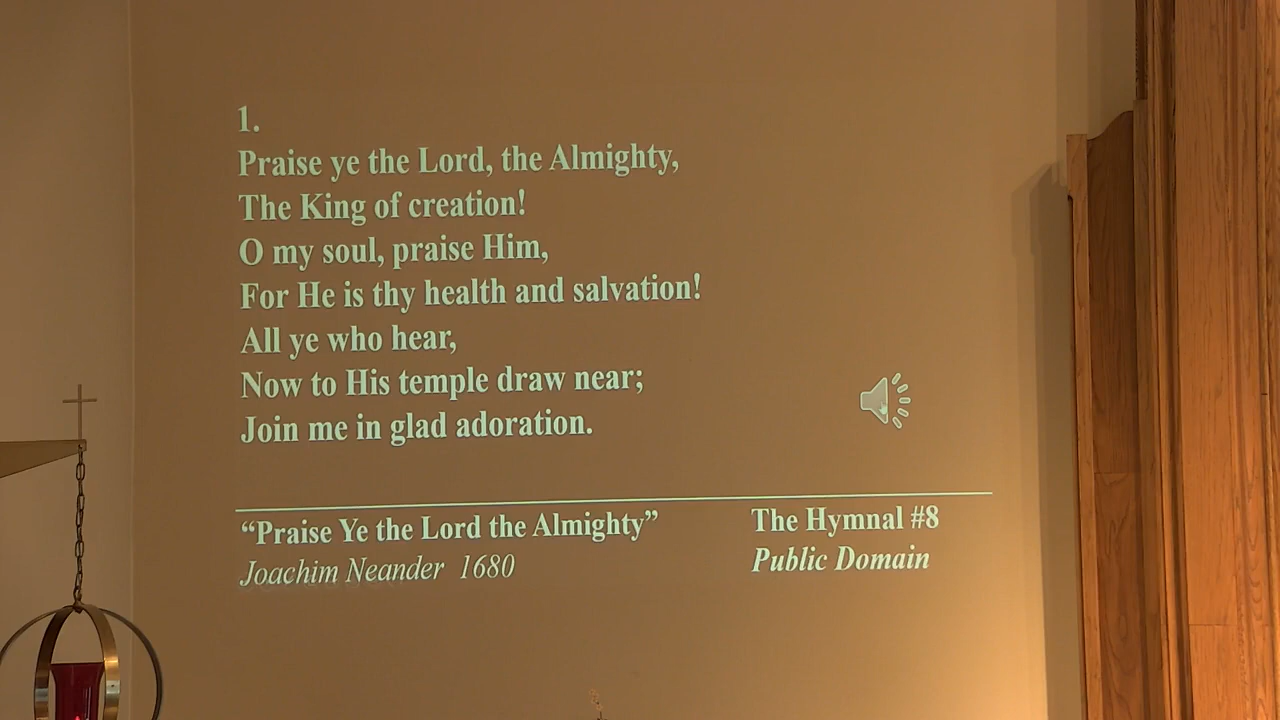 1.
Praise ye the Lord, the Almighty,
The King of creation!
O my soul, praise Him,
For He is thy health and salvation!
All ye who hear,
Now to His temple draw near;
Join me in glad adoration.
“Praise Ye the Lord the Almighty” The Hymnal #8
Joachim Neander 1680 Public Domain